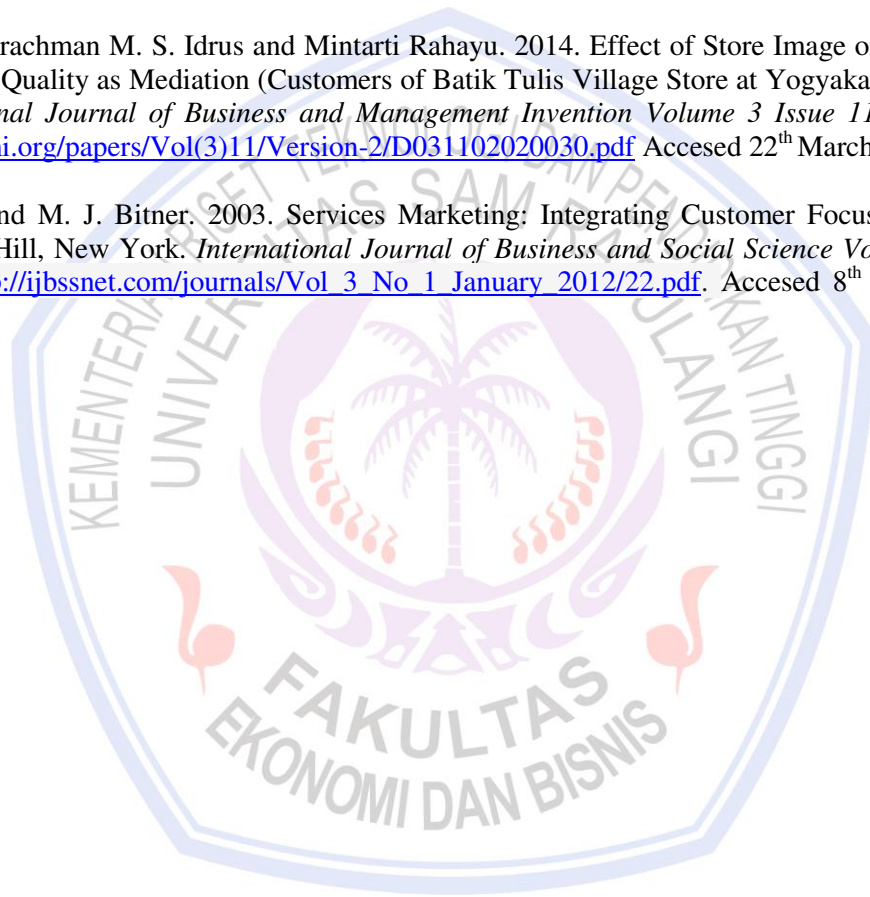 rachman M. S. Idrus and Mintarti Rahayu. 2014. Effect of Store Image o
Quality as Mediation (Customers of Batik Tulis Village Store at Yogyaka
nal Journal of Business and Management Invention Volume 3 Issue 11
ni.org/papers/Vol(3)11/Version-2/D031102020030.pdf Accesed 22th March
nd M. J. Bitner. 2003. Services Marketing: Integrating Customer Focus
Hill, New York. International Journal of Business and Social Science Vo
://ijbssnet.com/journals/Vol_3_No_1_January_2012/22.pdf. Accesed 8th
KEMENTERIAN RISET TEKNOLOGI DAN PENDIDIKAN TINGGI
UNIVERSITAS SAM RATULANGI
FAKULTAS
EKONOMI DAN BISNIS